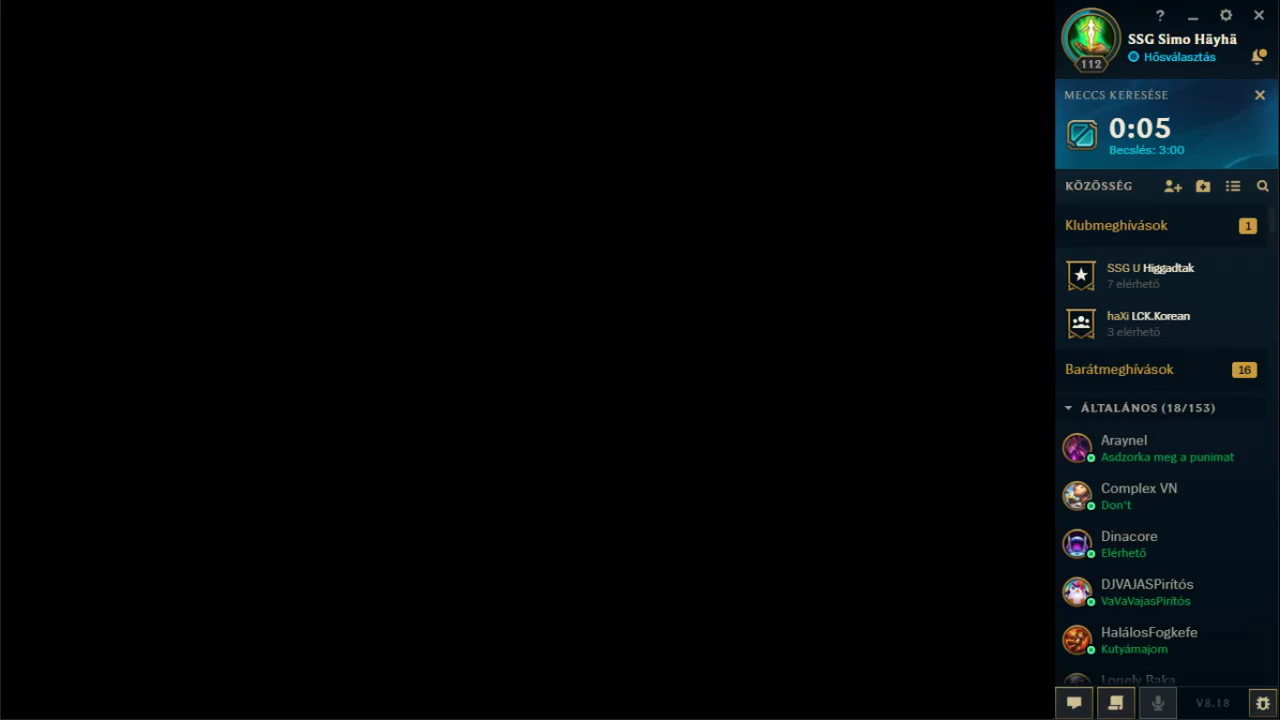 ?
SSG Simo Häyhä
112
Hősválasztás
MECCS KERESÉSE
0:05
Becslés: 3:00
KÖZÖSSÉG
Klubmeghívások
1
SSG U Higgadtak
7 elérhető
haXi LCK.Korean
3 elérhető
Barátmeghívások
16
ÁLTALÁNOS (18/153)
Araynel
Asdzorka meg a punimat
Complex VN
Don't
Dinacore
Elérhető
DJVAJASPirítós
VaVaVajasPirítós
HalálosFogkefe
Kutyámajom
Lonely Baka
V8.18